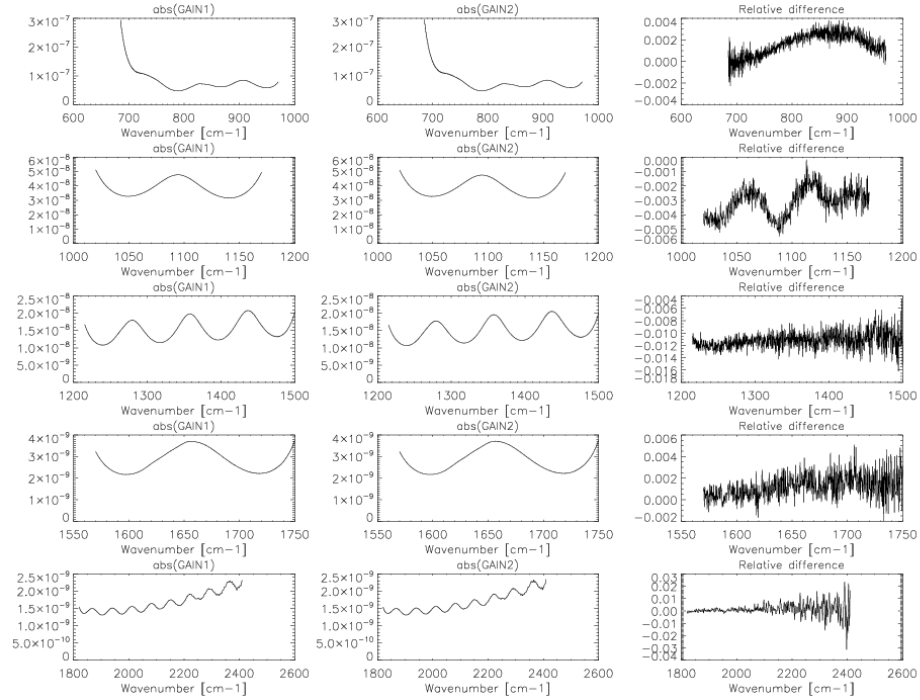 abs(GAIN1) abs(GAIN2) Relative difference
3×10⁻⁷ 3×10⁻⁷ 0.004
2×10⁻⁷ 2×10⁻⁷ 0.002
0.000
1×10⁻⁷ 1×10⁻⁷ −0.002
0 0 −0.004
600 700 800 900 1000 600 700 800 900 1000 600 700 800 900 1000
Wavenumber [cm−1] Wavenumber [cm−1] Wavenumber [cm−1]
abs(GAIN1) abs(GAIN2) Relative difference
6×10⁻⁸ 6×10⁻⁸ 0.000
5×10⁻⁸ 5×10⁻⁸ −0.001
4×10⁻⁸ 4×10⁻⁸ −0.002
3×10⁻⁸ 3×10⁻⁸ −0.003
2×10⁻⁸ 2×10⁻⁸ −0.004
1×10⁻⁸ 1×10⁻⁸ −0.005
0 0 −0.006
1000 1050 1100 1150 1200 1000 1050 1100 1150 1200 1000 1050 1100 1150 1200
Wavenumber [cm−1] Wavenumber [cm−1] Wavenumber [cm−1]
abs(GAIN1) abs(GAIN2) Relative difference
2.5×10⁻⁸ 2.5×10⁻⁸ −0.004
2.0×10⁻⁸ 2.0×10⁻⁸ −0.006
−0.008
1.5×10⁻⁸ 1.5×10⁻⁸ −0.010
1.0×10⁻⁸ 1.0×10⁻⁸ −0.012
−0.014
5.0×10⁻⁹ 5.0×10⁻⁹ −0.016
0 0 −0.018
1200 1300 1400 1500 1200 1300 1400 1500 1200 1300 1400 1500
Wavenumber [cm−1] Wavenumber [cm−1] Wavenumber [cm−1]
abs(GAIN1) abs(GAIN2) Relative difference
4×10⁻⁹ 4×10⁻⁹ 0.006
3×10⁻⁹ 3×10⁻⁹ 0.004
2×10⁻⁹ 2×10⁻⁹ 0.002
1×10⁻⁹ 1×10⁻⁹ 0.000
0 0 −0.002
1550 1600 1650 1700 1750 1550 1600 1650 1700 1750 1550 1600 1650 1700 1750
Wavenumber [cm−1] Wavenumber [cm−1] Wavenumber [cm−1]
abs(GAIN1) abs(GAIN2) Relative difference
2.5×10⁻⁹ 2.5×10⁻⁹ 0.03
2.0×10⁻⁹ 2.0×10⁻⁹ 0.02
0.01
1.5×10⁻⁹ 1.5×10⁻⁹ 0.00
1.0×10⁻⁹ 1.0×10⁻⁹ −0.01
−0.02
5.0×10⁻¹⁰ 5.0×10⁻¹⁰ −0.03
0 0 −0.04
1800 2000 2200 2400 2600 1800 2000 2200 2400 2600 1800 2000 2200 2400 2600
Wavenumber [cm−1] Wavenumber [cm−1] Wavenumber [cm−1]